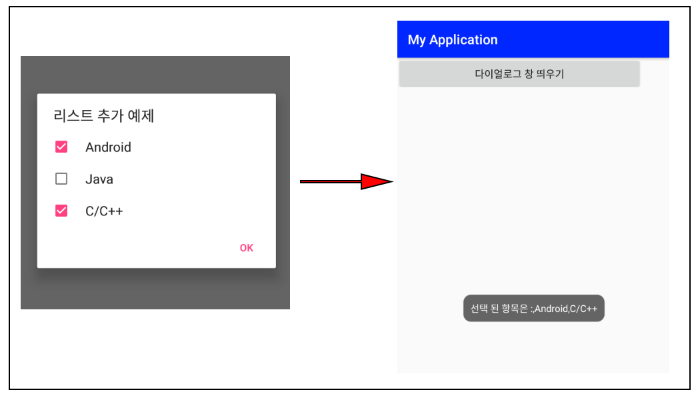 리스트 추가 예제
Android
Java
C/C++
OK
My Application
다이얼로그 창 띄우기
선택 된 항목은 :,Android,C/C++